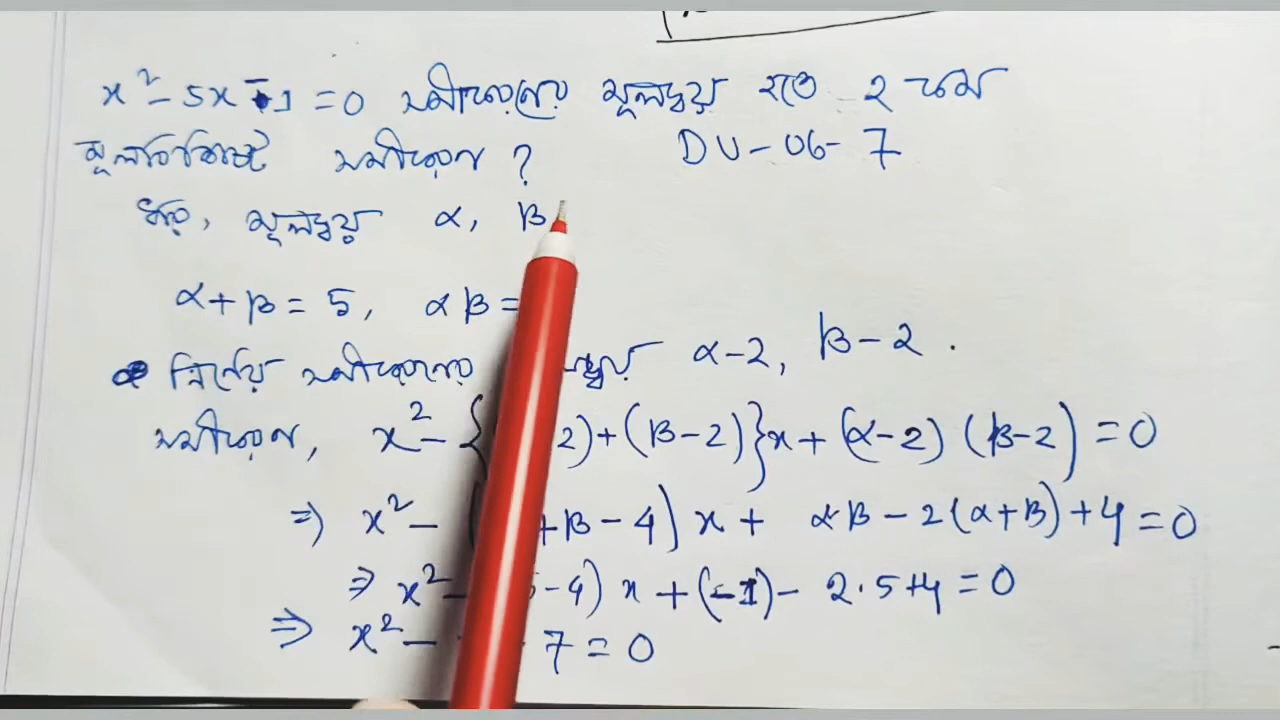 x² - 5x - 1 = 0 সমীকরণের মূলদ্বয় হতে 2 কম
মূলবিশিষ্ট সমীকরণ ? DU - 06 - 7
ধরি, মূলদ্বয় α, β
α + β = 5, αβ =
নির্ণেয় সমীকরণের α - 2, β - 2 .
সমীকরণ, x² - { 2) + (β - 2)}x + (α - 2) (β - 2) = 0
⇒ x² - ( + β - 4) x + αβ - 2(α + β) + 4 = 0
⇒ x² - - 4) x + (-1) - 2.5 + 4 = 0
⇒ x² - 7 = 0